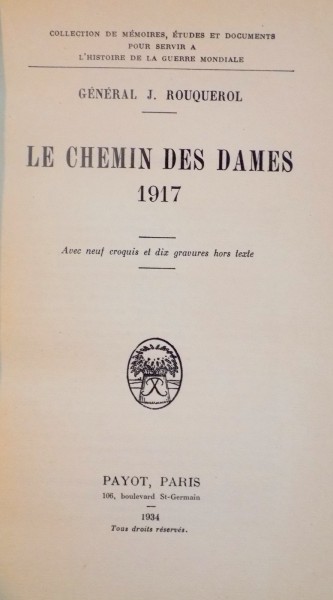 COLLECTION DE MÉMOIRES, ÉTUDES ET DOCUMENTS
POUR SERVIR A
L'HISTOIRE DE LA GUERRE MONDIALE
GÉNÉRAL J. ROUQUEROL
LE CHEMIN DES DAMES
1917
Avec neuf croquis et dix gravures hors texte
PAYOT, PARIS
106, boulevard St-Germain
1934
Tous droits réservés.